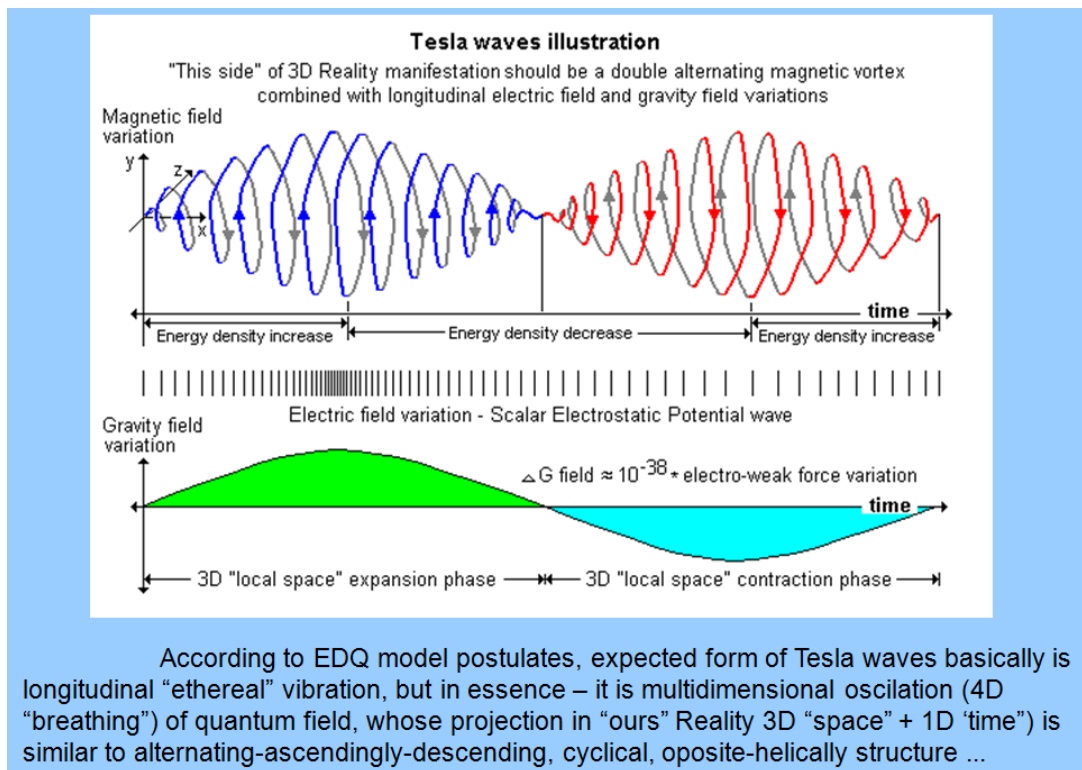 Tesla waves illustration
"This side" of 3D Reality manifestation should be a double alternating magnetic vortex
combined with longitudinal electric field and gravity field variations
Magnetic field
variation
y
z
x
time
Energy density increase
Energy density decrease
Energy density increase
Electric field variation - Scalar Electrostatic Potential wave
Gravity field
variation
△G field ≈ 10⁻³⁸* electro-weak force variation
time
3D "local space" expansion phase
3D "local space" contraction phase
According to EDQ model postulates, expected form of Tesla waves basically is
longitudinal “ethereal” vibration, but in essence – it is multidimensional oscilation (4D
“breathing”) of quantum field, whose projection in “ours” Reality 3D “space” + 1D ‘time”) is
similar to alternating-ascendingly-descending, cyclical, oposite-helically structure ...